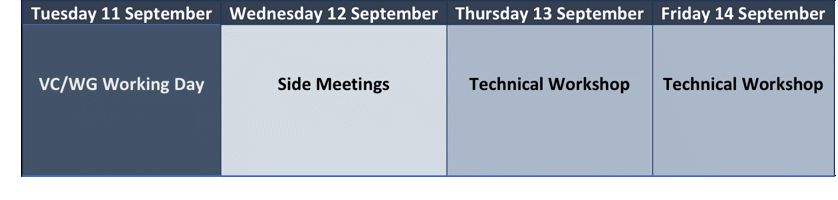 Tuesday 11 September Wednesday 12 September Thursday 13 September Friday 14 September
VC/WG Working Day Side Meetings Technical Workshop Technical Workshop